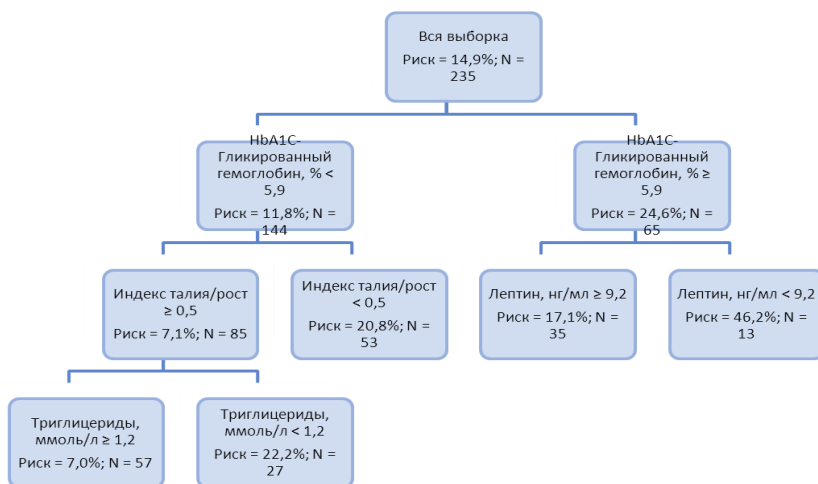 Вся выборка
Риск = 14,9%; N =
235
HbA1C-
Гликированный
гемоглобин, % <
5,9
Риск = 11,8%; N =
144
HbA1C-
Гликированный
гемоглобин, % ≥
5,9
Риск = 24,6%; N =
65
Индекс талия/рост
≥ 0,5
Риск = 7,1%; N = 85
Индекс талия/рост
< 0,5
Риск = 20,8%; N =
53
Лептин, нг/мл ≥ 9,2
Риск = 17,1%; N =
35
Лептин, нг/мл < 9,2
Риск = 46,2%; N =
13
Триглицериды,
ммоль/л ≥ 1,2
Риск = 7,0%; N = 57
Триглицериды,
ммоль/л < 1,2
Риск = 22,2%; N =
27